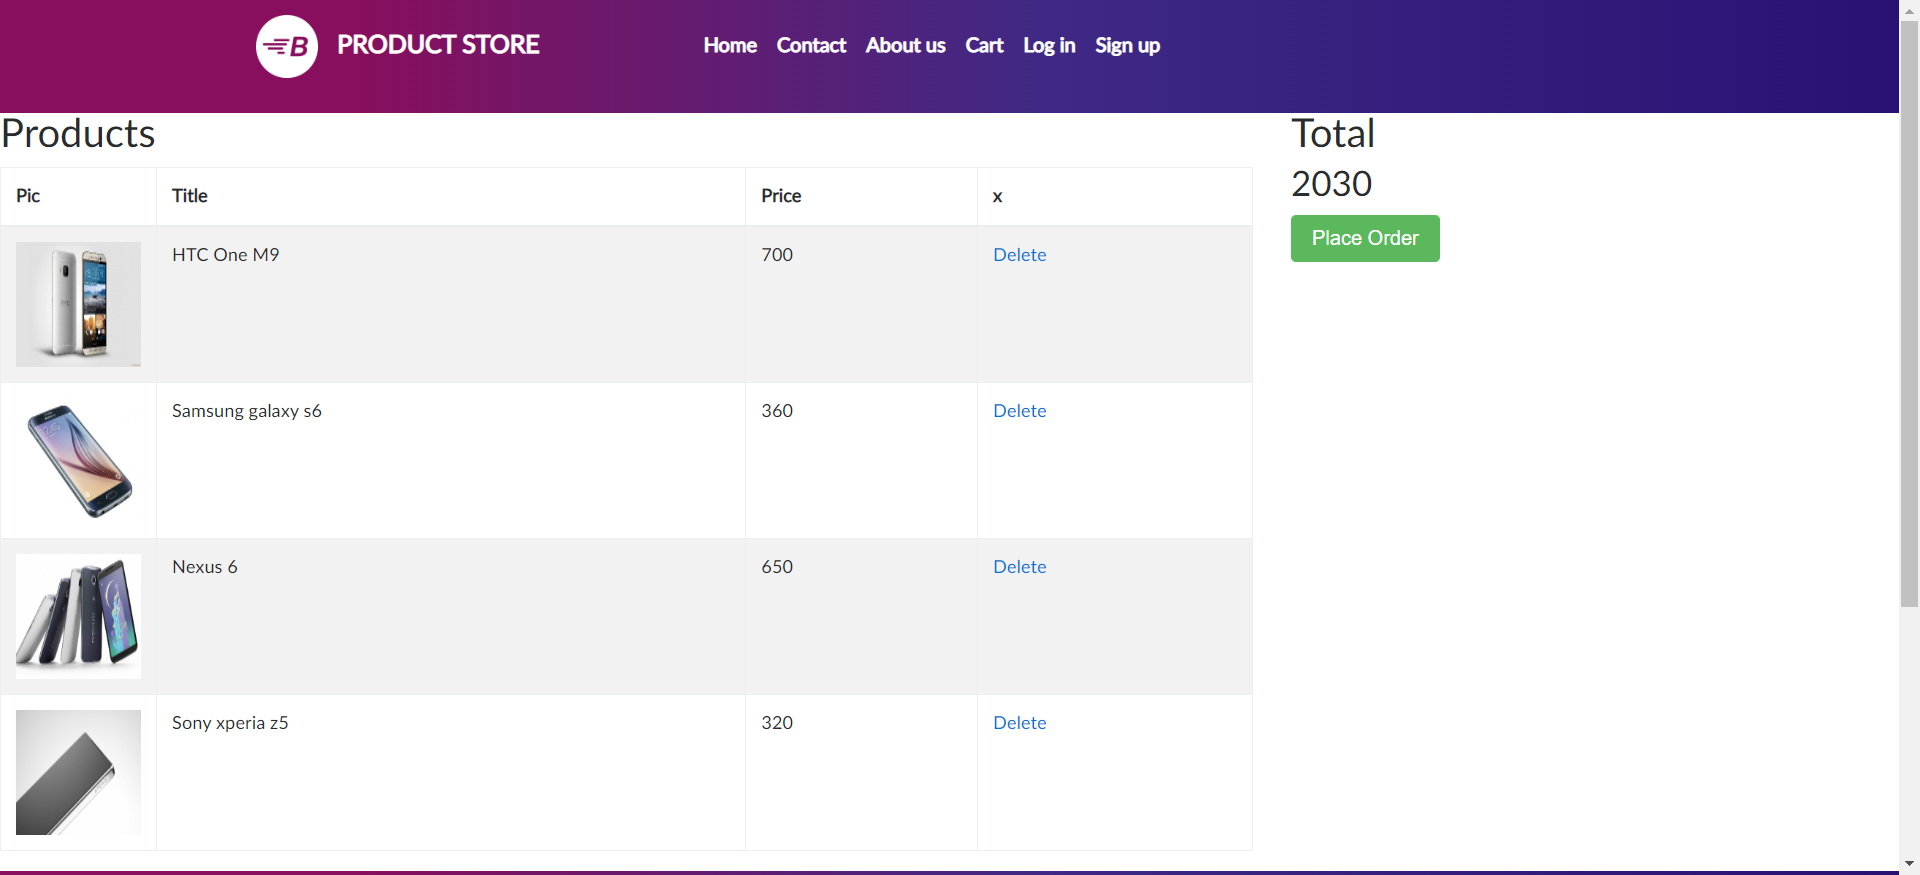 B PRODUCT STORE Home Contact About us Cart Log in Sign up
Products
Pic Title Price x
HTC One M9 700 Delete
Samsung galaxy s6 360 Delete
Nexus 6 650 Delete
Sony xperia z5 320 Delete
Total
2030
Place Order